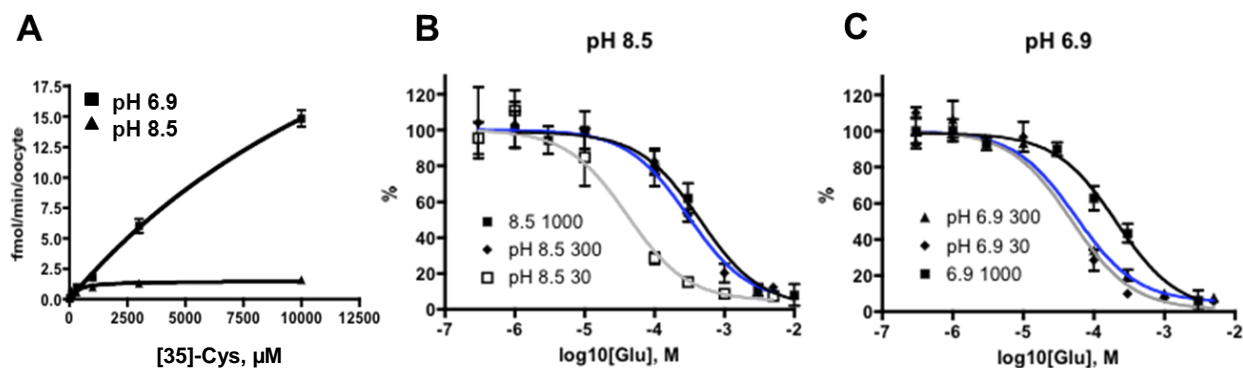 A
17.5
15.0
12.5
10.0
7.5
5.0
2.5
0.0
fmol/min/oocyte
pH 6.9
pH 8.5
0 2500 5000 7500 10000 12500
[35]-Cys, µM
B
pH 8.5
120
100
80
60
40
20
0
%
8.5 1000
pH 8.5 300
pH 8.5 30
-7 -6 -5 -4 -3 -2
log10[Glu], M
C
pH 6.9
120
100
80
60
40
20
0
%
pH 6.9 300
pH 6.9 30
6.9 1000
-7 -6 -5 -4 -3 -2
log10[Glu], M